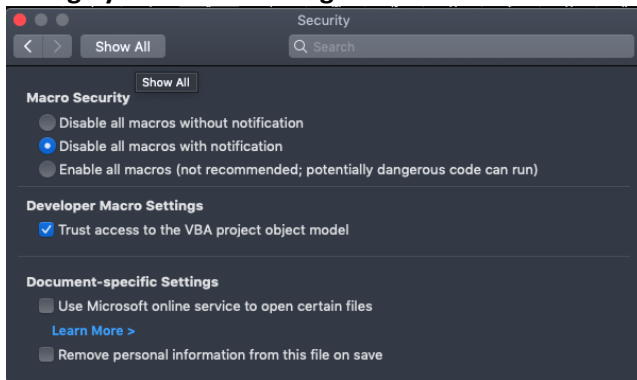 Security
Show All
Search
Show All
Macro Security
Disable all macros without notification
Disable all macros with notification
Enable all macros (not recommended; potentially dangerous code can run)
Developer Macro Settings
Trust access to the VBA project object model
Document-specific Settings
Use Microsoft online service to open certain files
Learn More >
Remove personal information from this file on save